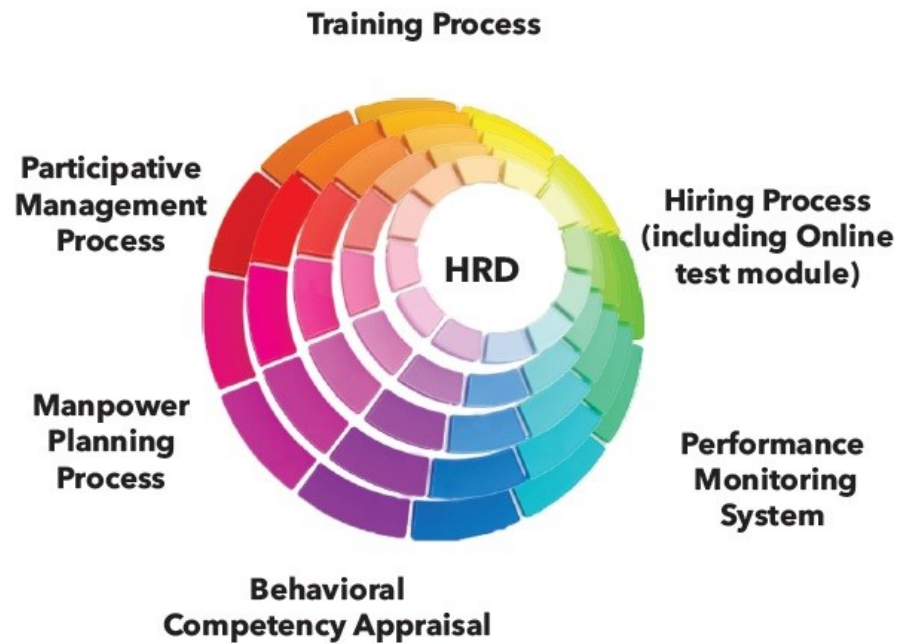 Training Process
Participative
Management
Process
Hiring Process
(including Online
test module)
HRD
Manpower
Planning
Process
Performance
Monitoring
System
Behavioral
Competency Appraisal